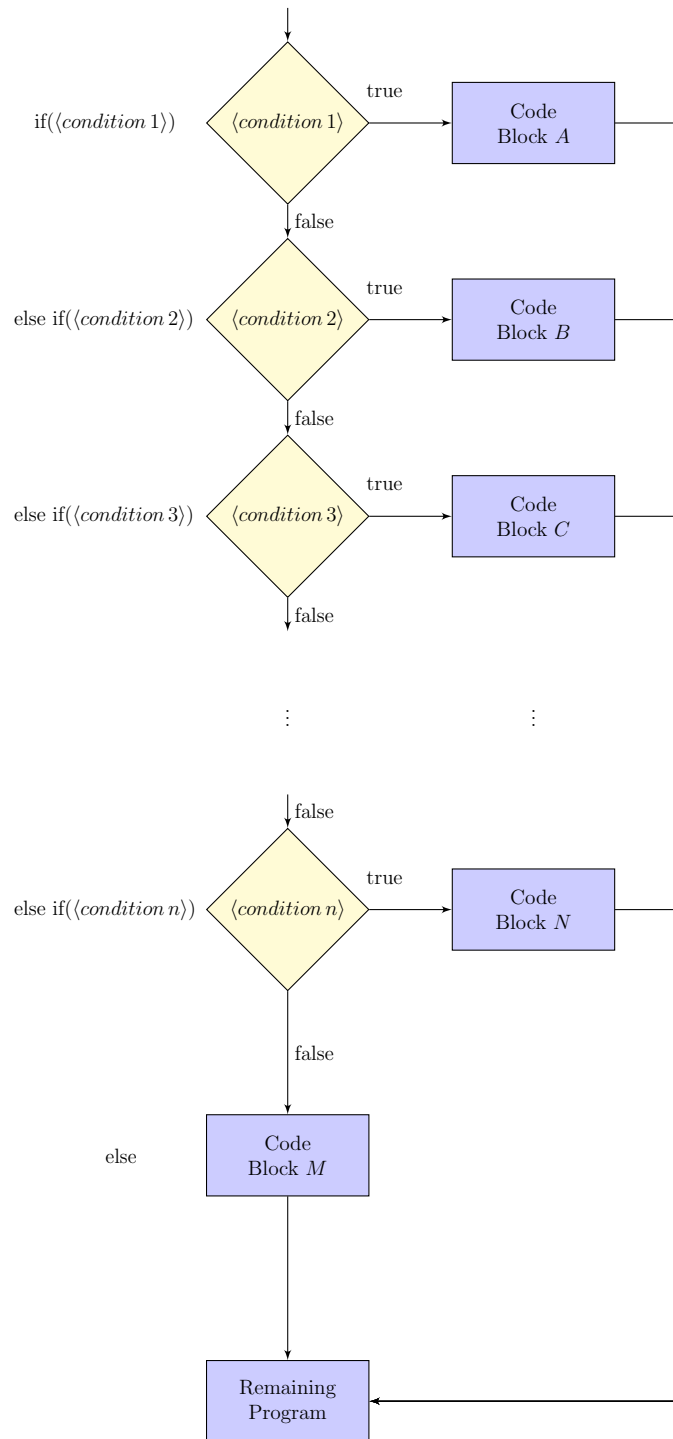 true
if(⟨condition 1⟩)
⟨condition 1⟩
Code
Block A
false
true
else if(⟨condition 2⟩)
⟨condition 2⟩
Code
Block B
false
true
else if(⟨condition 3⟩)
⟨condition 3⟩
Code
Block C
false
⋮
⋮
false
true
else if(⟨condition n⟩)
⟨condition n⟩
Code
Block N
false
else
Code
Block M
Remaining
Program